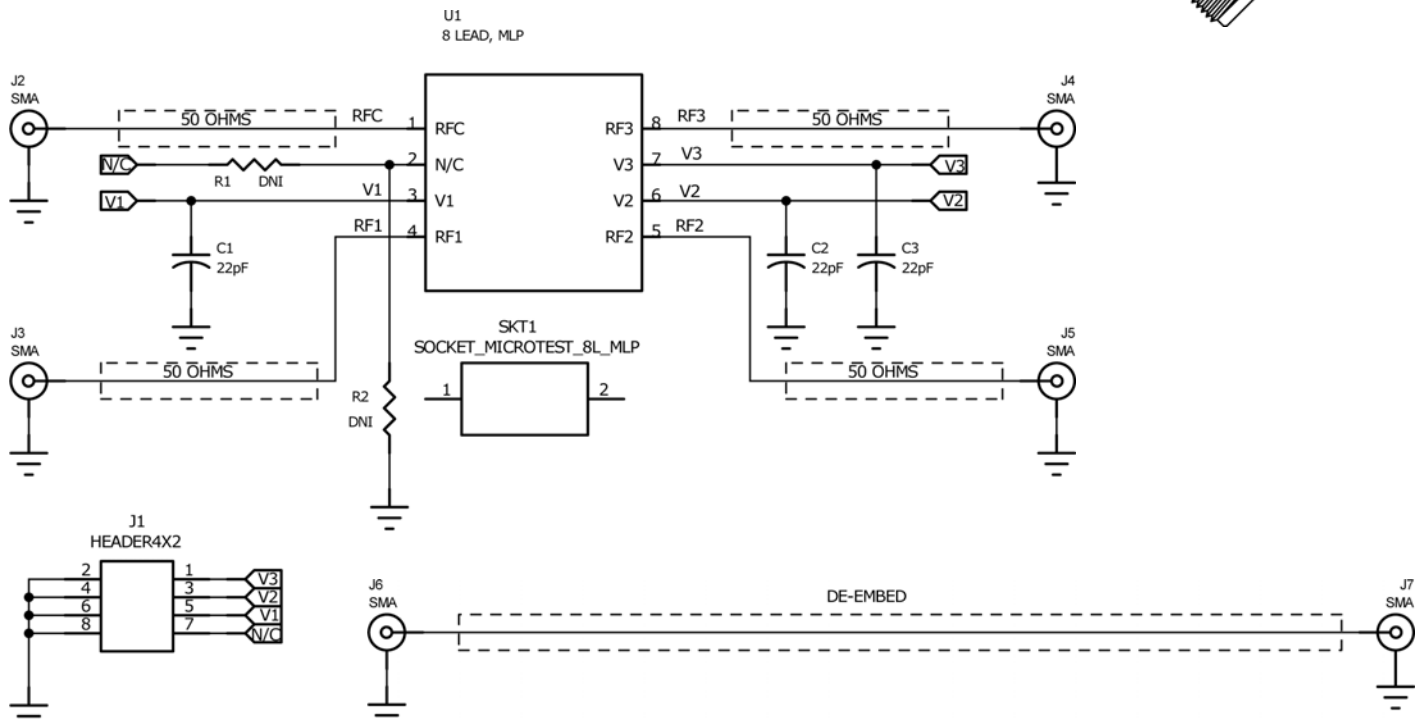 U1
8 LEAD, MLP
J2
SMA
50 OHMS
RFC
1
RFC
RF3
8
RF3
50 OHMS
J4
SMA
N/C
R1
DNI
2
N/C
V3
7
V3
V3
V1
V1
3
V1
V2
6
V2
V2
RF1
4
RF1
RF2
5
RF2
C1
22pF
C2
22pF
C3
22pF
J3
SMA
50 OHMS
SKT1
SOCKET_MICROTEST_8L_MLP
1
2
R2
DNI
J5
SMA
50 OHMS
J1
HEADER4X2
2
1
V3
4
3
V2
6
5
V1
8
7
N/C
J6
SMA
DE-EMBED
J7
SMA